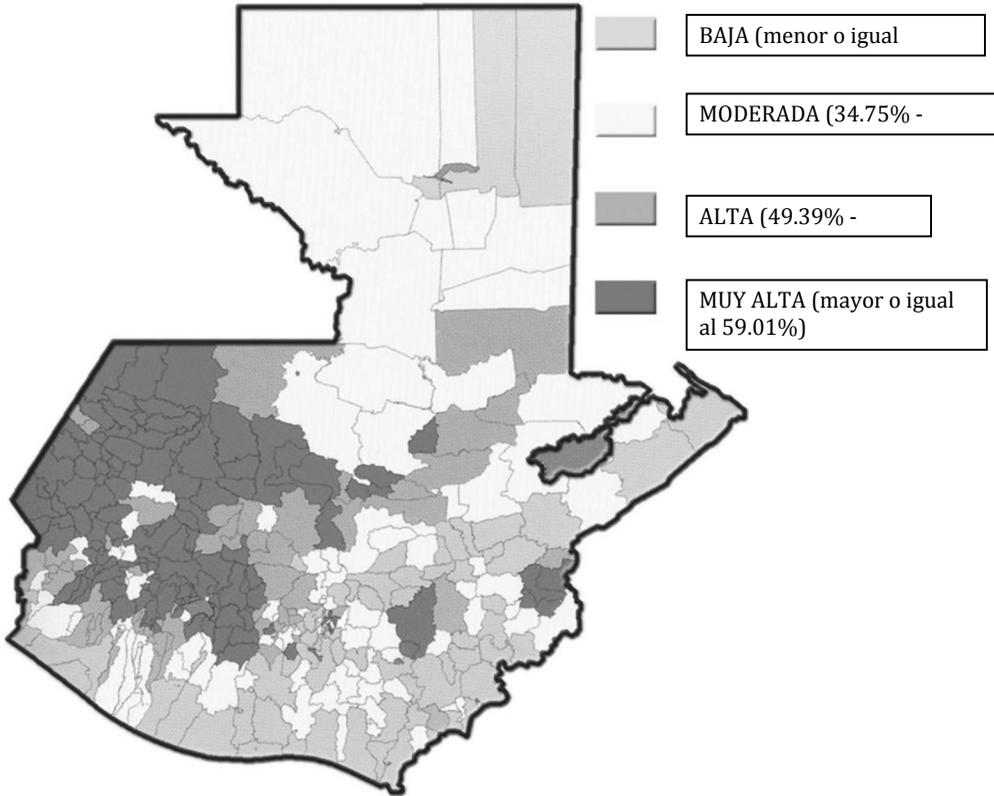 BAJA (menor o igual
MODERADA (34.75% -
ALTA (49.39% -
MUY ALTA (mayor o igual
al 59.01%)